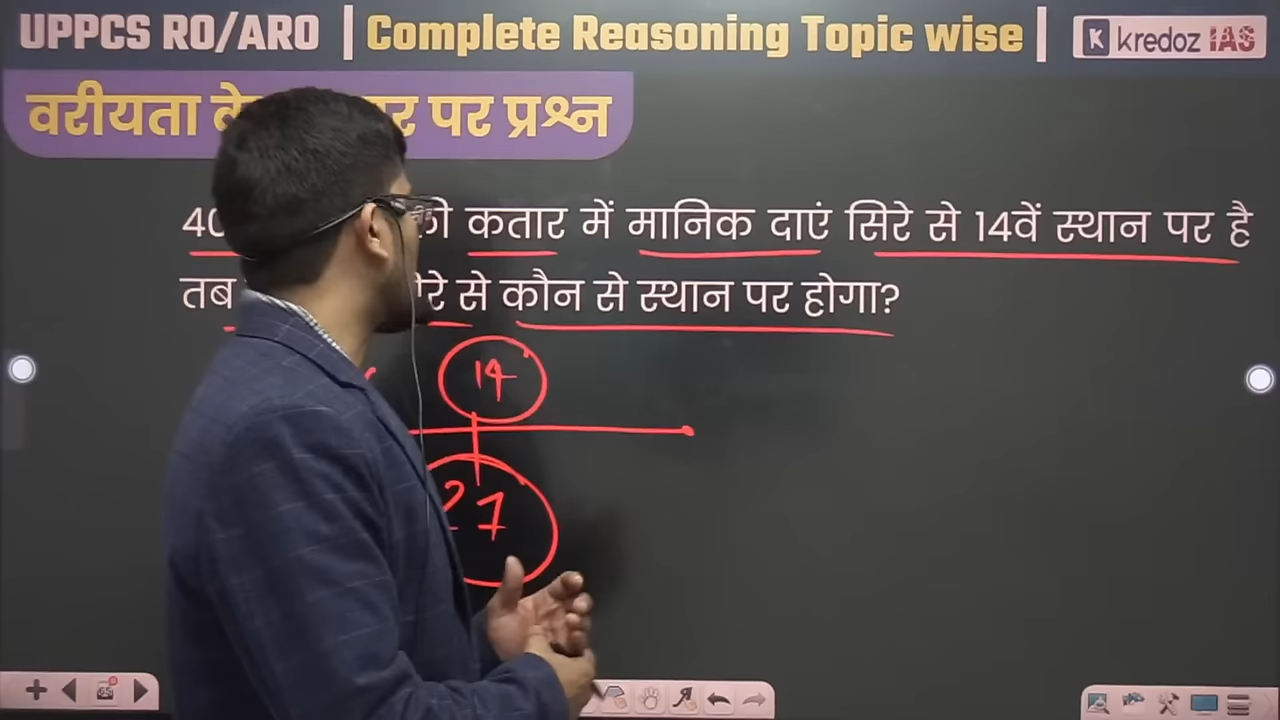 UPPCS RO/ARO | Complete Reasoning Topic wise |
K kredoz IAS
वरीयता पर प्रश्न
40 की कतार में मानिक दाएं सिरे से 14वें स्थान पर है
तब से कौन से स्थान पर होगा?
14
27